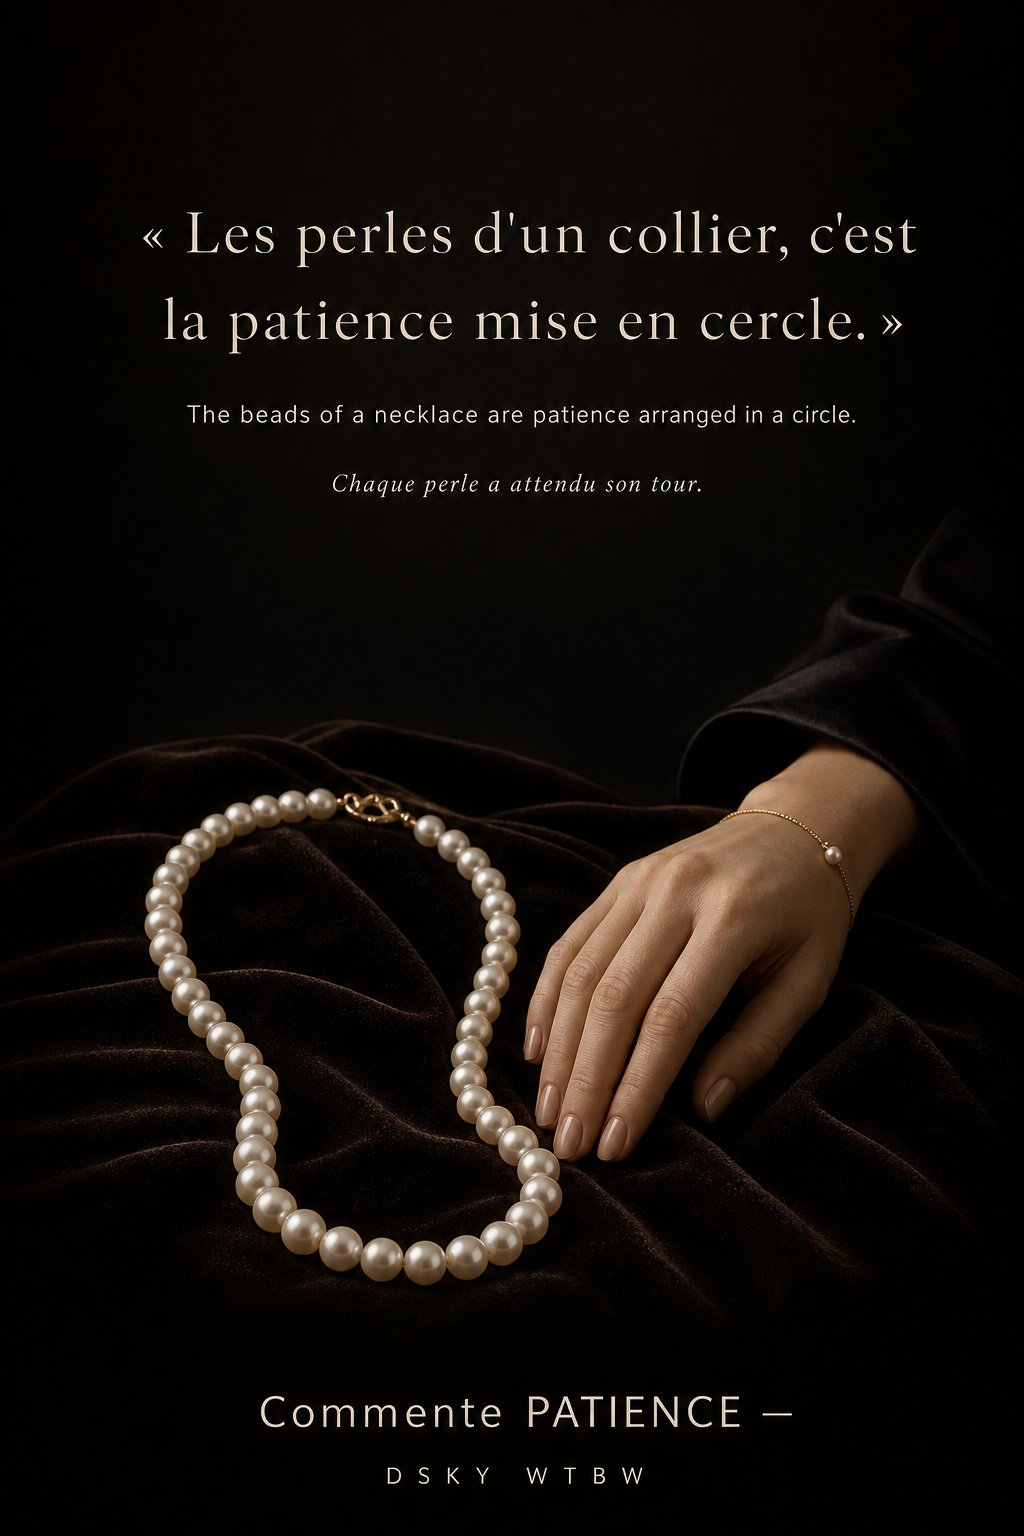 « Les perles d'un collier, c'est
la patience mise en cercle. »
The beads of a necklace are patience arranged in a circle.
Chaque perle a attendu son tour.
Commente PATIENCE —
DSKY WTBW